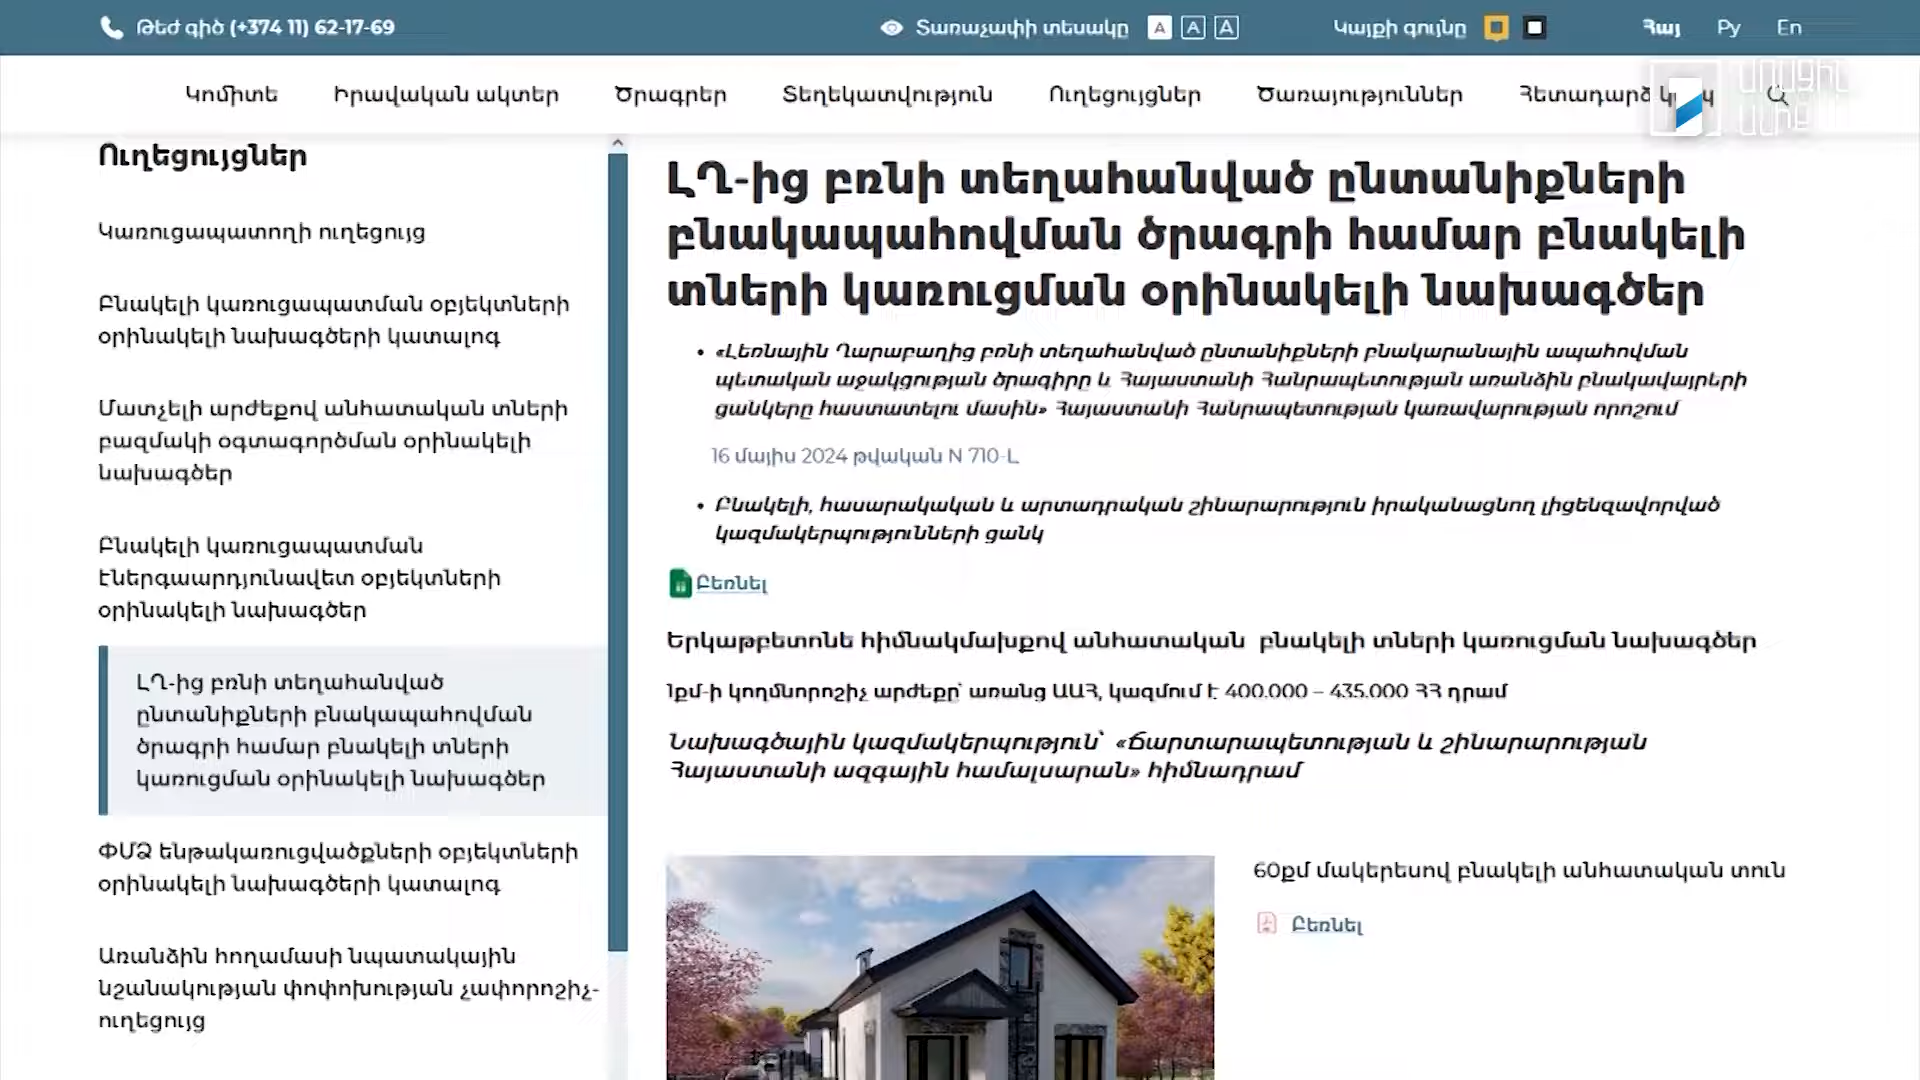 Թեժ գիծ (+374 11) 62-17-69
Տառաչափի տեսակը A A A
Կայքի գույնը
Հայ Ру En
Կոմիտե Իրավական ակտեր Ծրագրեր Տեղեկատվություն Ուղեցույցներ Ծառայություններ Հետադարձ կապ
Ուղեցույցներ
Կառուցապատողի ուղեցույց
Բնակելի կառուցապատման օբյեկտների
օրինակելի նախագծերի կատալոգ
Մատչելի արժեքով անհատական տների
բազմակի օգտագործման օրինակելի
նախագծեր
Բնակելի կառուցապատման
էներգաարդյունավետ օբյեկտների
օրինակելի նախագծեր
ԼՂ-ից բռնի տեղահանված
ընտանիքների բնակապահովման
ծրագրի համար բնակելի տների
կառուցման օրինակելի նախագծեր
ՓՄՁ ենթակառուցվածքների օբյեկտների
օրինակելի նախագծերի կատալոգ
Առանձին հողամասի նպատակային
նշանակության փոփոխության չափորոշիչ-
ուղեցույց
ԼՂ-ից բռնի տեղահանված ընտանիքների
բնակապահովման ծրագրի համար բնակելի
տների կառուցման օրինակելի նախագծեր
• «Լեռնային Ղարաբաղից բռնի տեղահանված ընտանիքների բնակարանային ապահովման
պետական աջակցության ծրագիրը և Հայաստանի Հանրապետության առանձին բնակավայրերի
ցանկերը հաստատելու մասին» Հայաստանի Հանրապետության կառավարության որոշում
16 մայիս 2024 թվական N 710-Լ
• Բնակելի, հասարակական և արտադրական շինարարություն իրականացնող լիցենզավորված
կազմակերպությունների ցանկ
Բեռնել
Երկաթբետոնե հիմնակմախքով անհատական բնակելի տների կառուցման նախագծեր
1քմ-ի կողմնորոշիչ արժեքը՝ առանց ԱԱՀ, կազմում է 400.000 – 435.000 ՀՀ դրամ
Նախագծային կազմակերպություն՝ «Ճարտարապետության և շինարարության
Հայաստանի ազգային համալսարան» հիմնադրամ
60քմ մակերեսով բնակելի անհատական տուն
Բեռնել